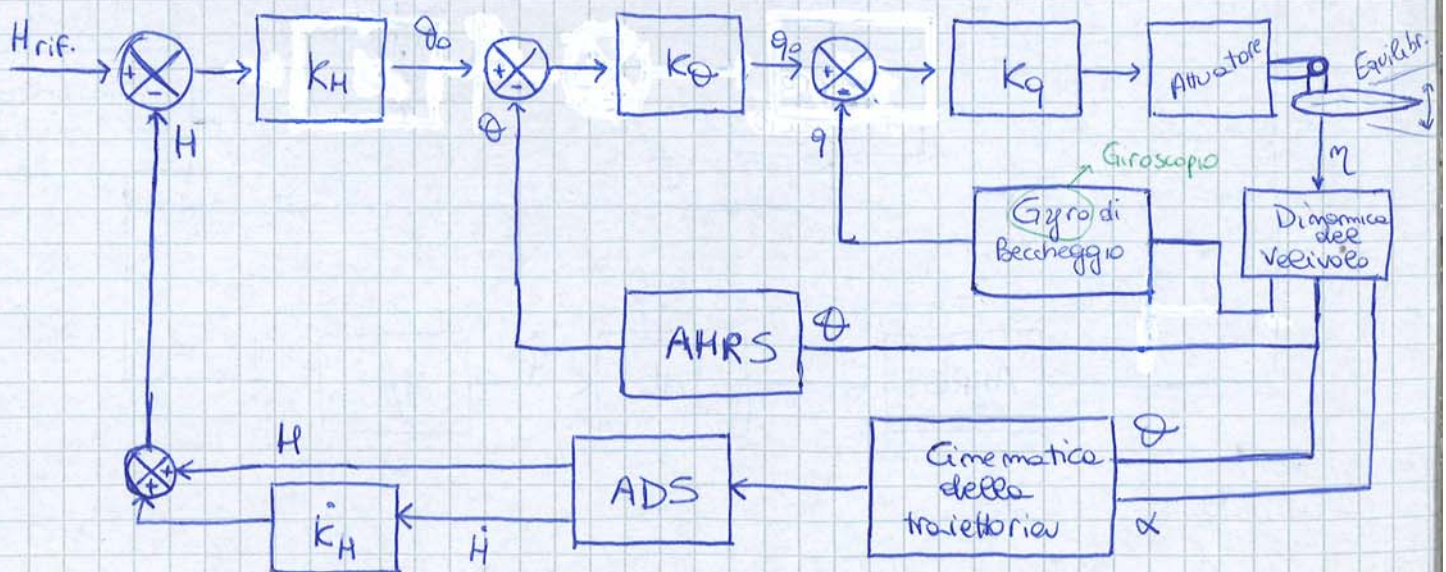 H rif.
+
-
K_H
θ_o
+
-
K_θ
q_o
+
-
K_q
Attuatore
Equilibr.
H
θ
q
Giroscopio
η
Gyro di
Beccheggio
Dinamica
del
Velivolo
AHRS
θ
H
+
+
ADS
Cinematica
della
traiettoria
θ
α
K_Ḣ
Ḣ